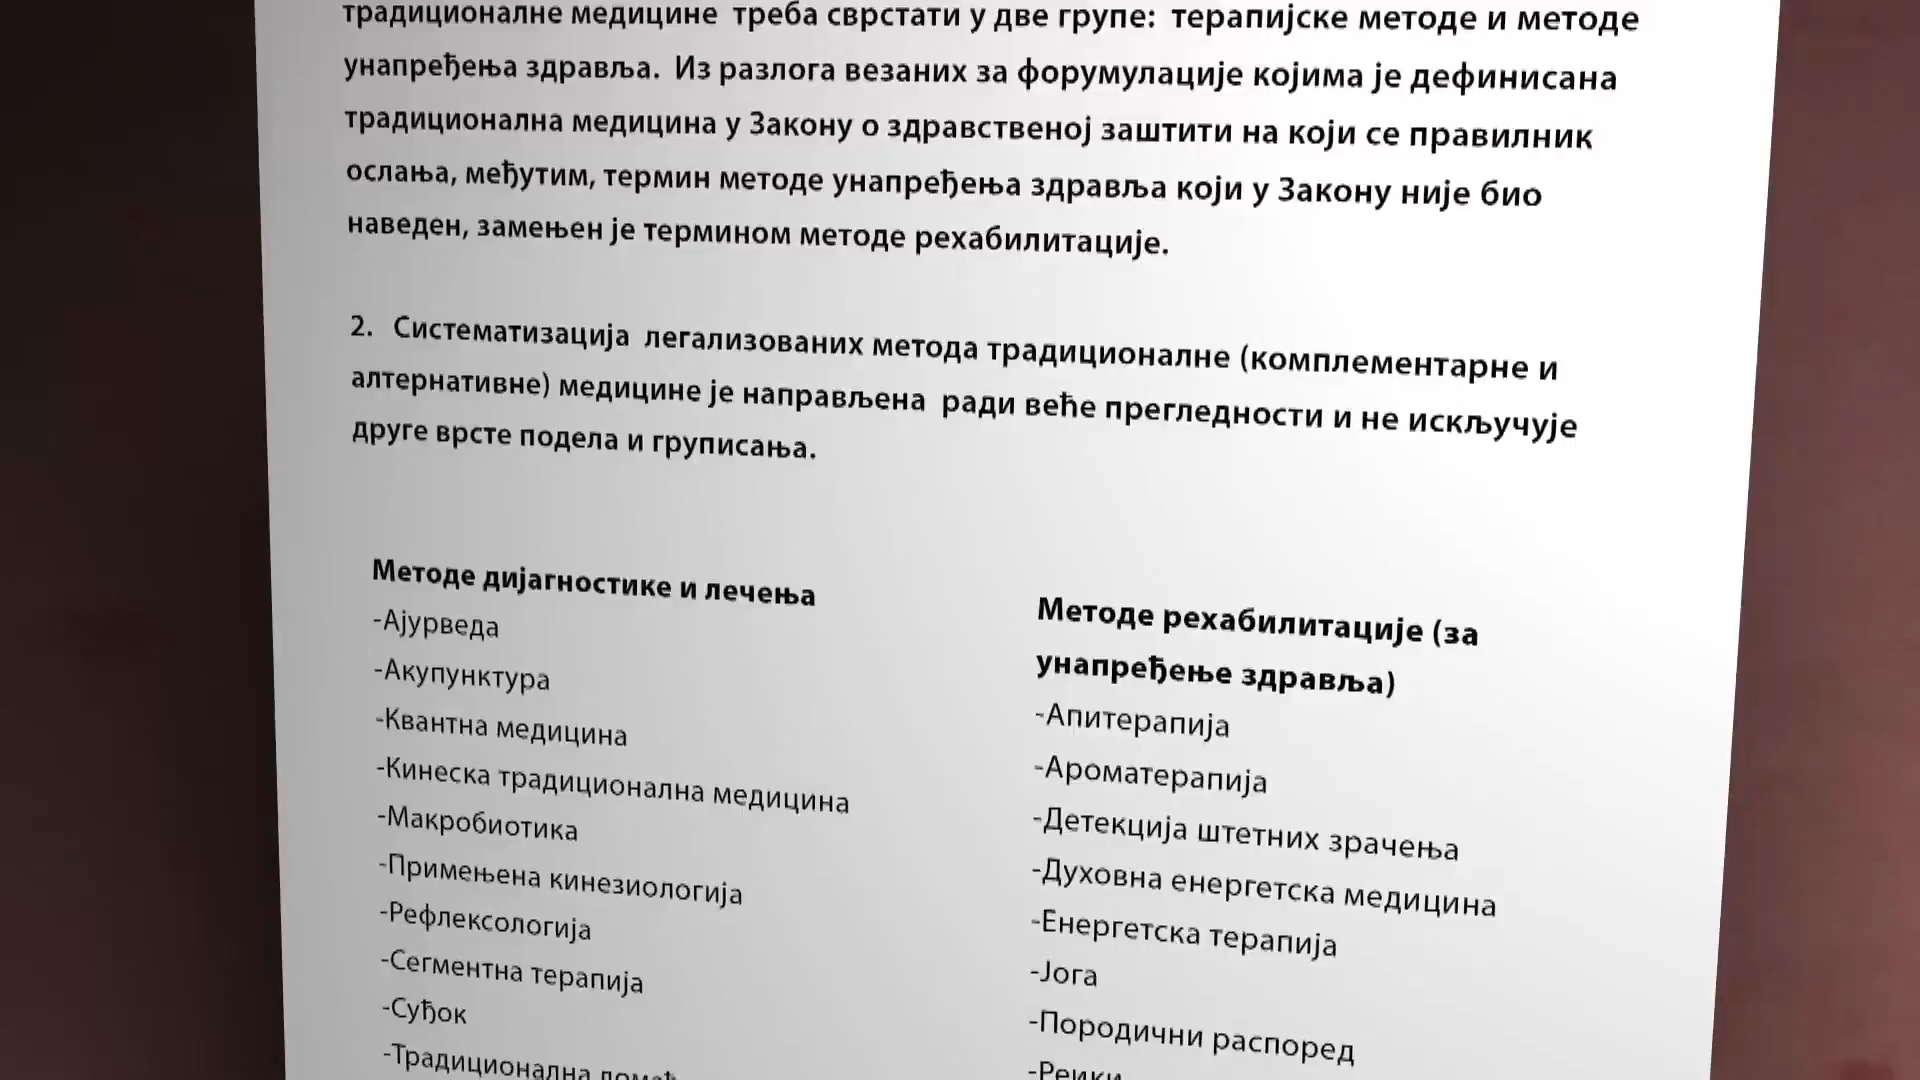 традиционалне медицине треба сврстати у две групе: терапијске методе и методе
унапређења здравља. Из разлога везаних за форумулације којима је дефинисана
традиционална медицина у Закону о здравственој заштити на који се правилник
ослања, међутим, термин методе унапређења здравља који у Закону није био
наведен, замењен је термином методе рехабилитације.
2. Систематизација легализованих метода традиционалне (комплементарне и
алтернативне) медицине је направљена ради веће прегледности и не искључује
друге врсте подела и груписања.
Методе дијагностике и лечења
-Ајурведа
-Акупунктура
-Квантна медицина
-Кинеска традиционална медицина
-Макробиотика
-Примењена кинезиологија
-Рефлексологија
-Сегментна терапија
-Суђок
-Традиционална
Методе рехабилитације (за
унапређење здравља)
-Апитерапија
-Ароматерапија
-Детекција штетних зрачења
-Духовна енергетска медицина
-Енергетска терапија
-Јога
-Породични распоред
-Реики